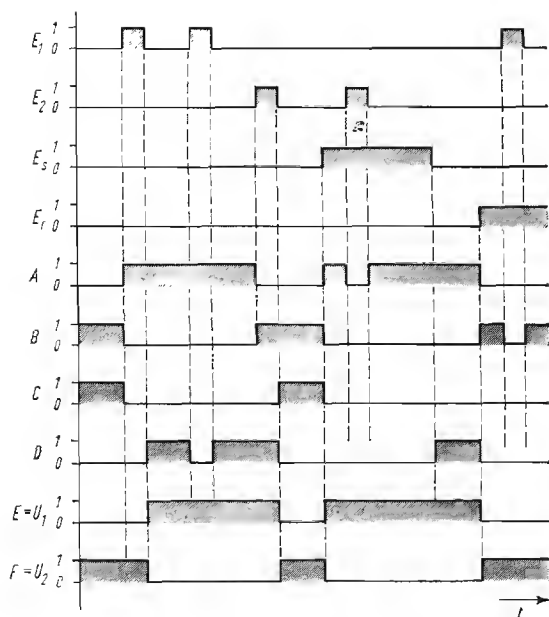 E₁ 1 0
E₂ 1 0
Eₛ 1 0
Eᵣ 1 0
A 1 0
B 1 0
C 1 0
D 1 0
E = U₁ 1 0
F = U₂ 1 0
t